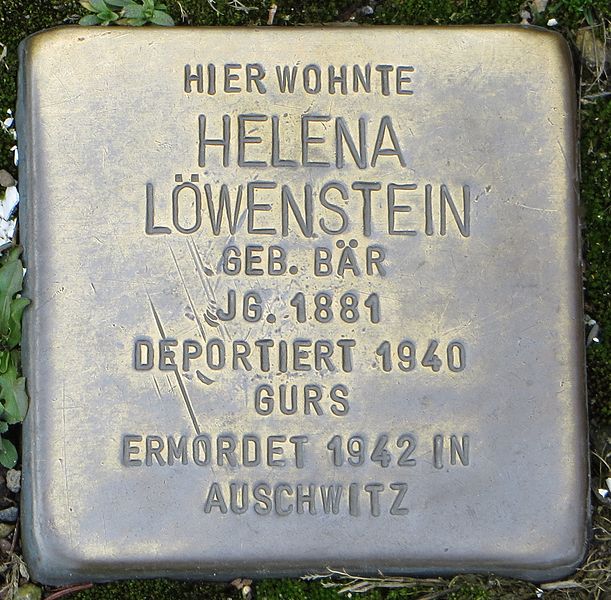 HIER WOHNTE
HELENA
LÖWENSTEIN
GEB. BÄR
JG. 1881
DEPORTIERT 1940
GURS
ERMORDET 1942 IN
AUSCHWITZ